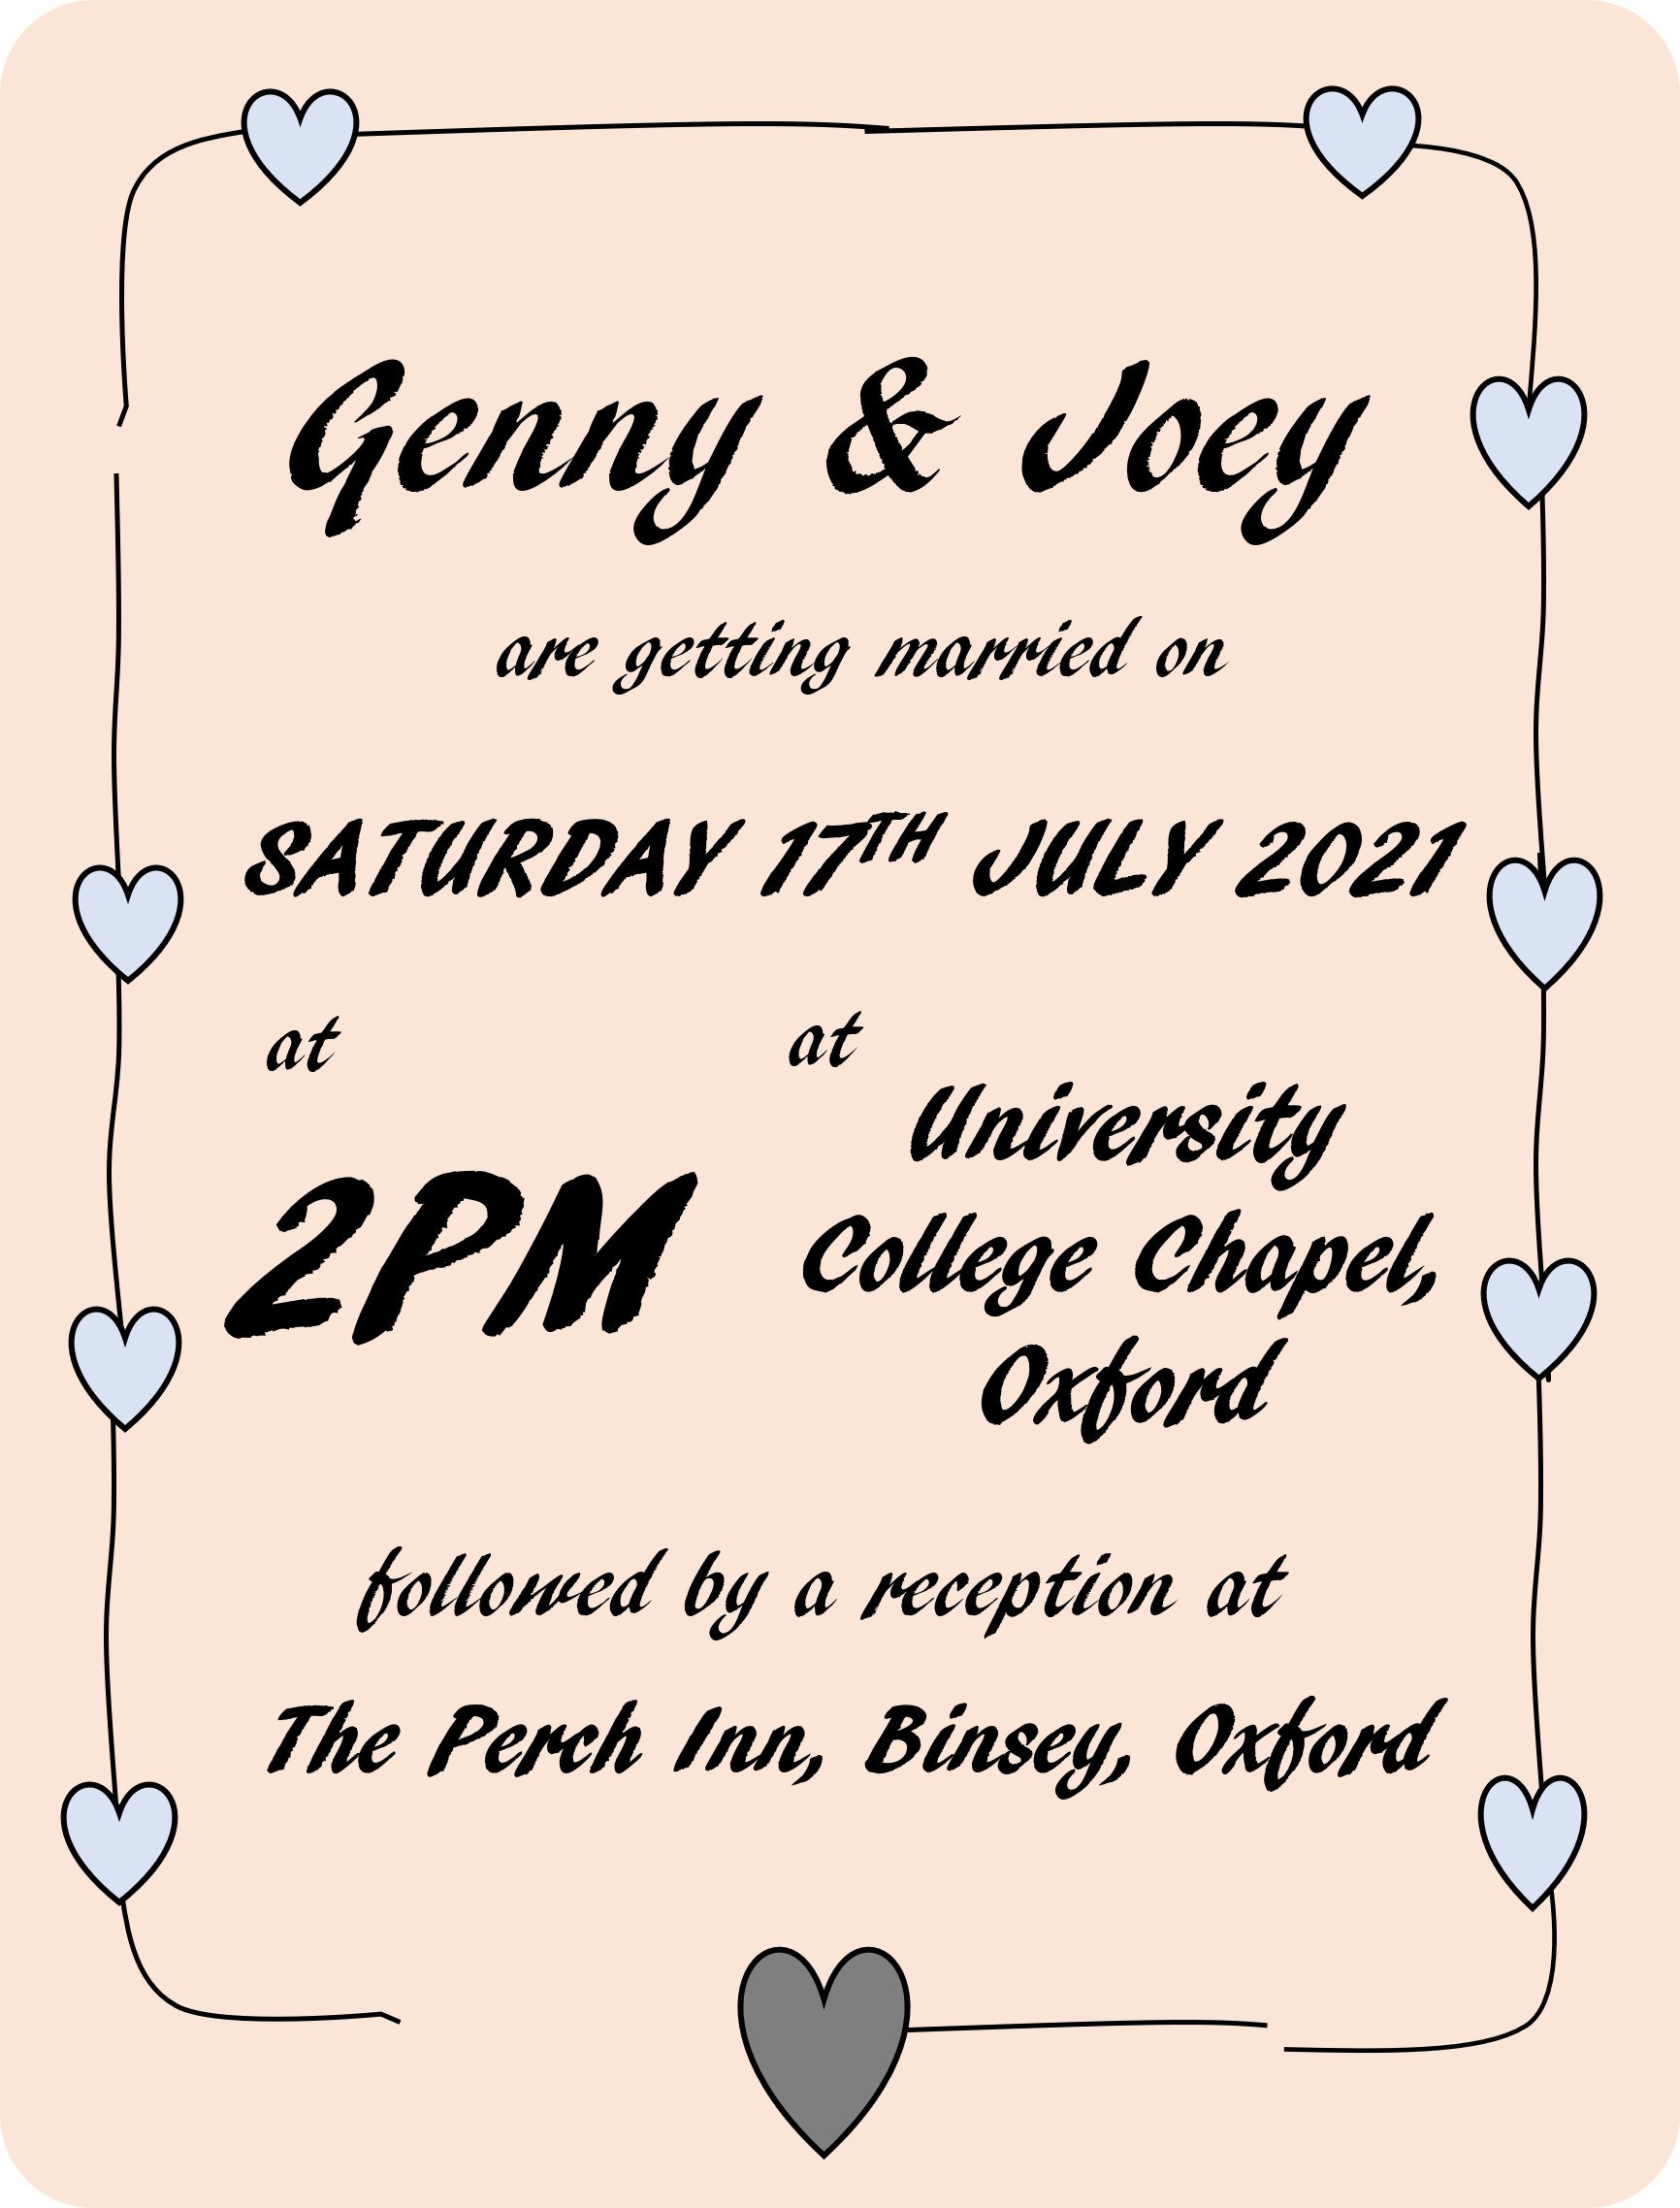 Genny & Joey
are getting married on
SATURDAY 17TH JULY 2021
at
2PM
at
University
College Chapel,
Oxford
followed by a reception at
The Perch Inn, Binsey, Oxford